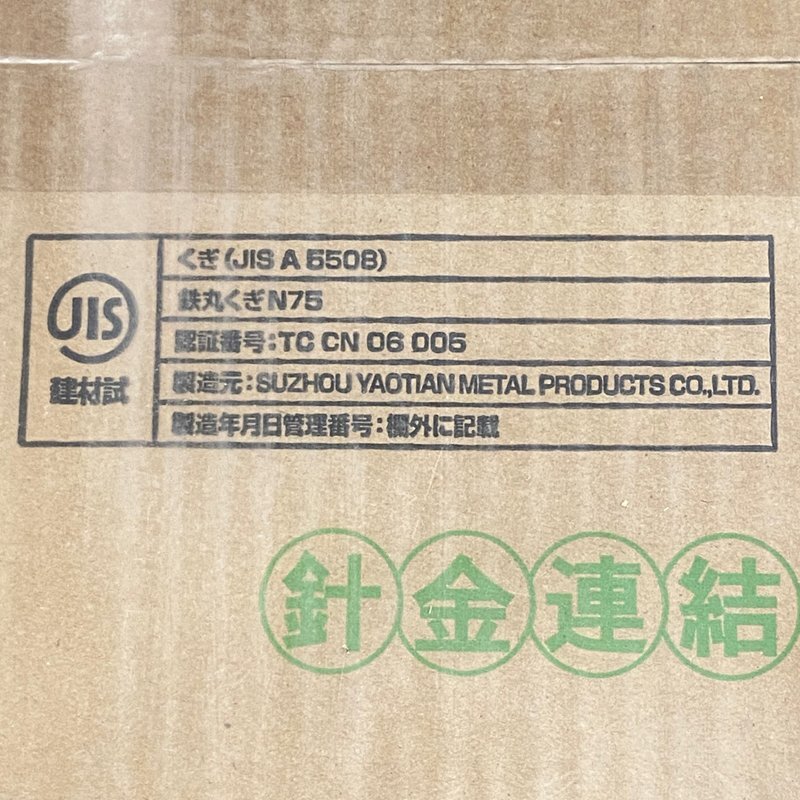 くぎ(JIS A 5508)
鉄丸くぎN75
認証番号:TC CN 06 005
製造元:SUZHOU YAOTIAN METAL PRODUCTS CO.,LTD.
製造年月日管理番号:欄外に記載
JIS
建材試
針金連結